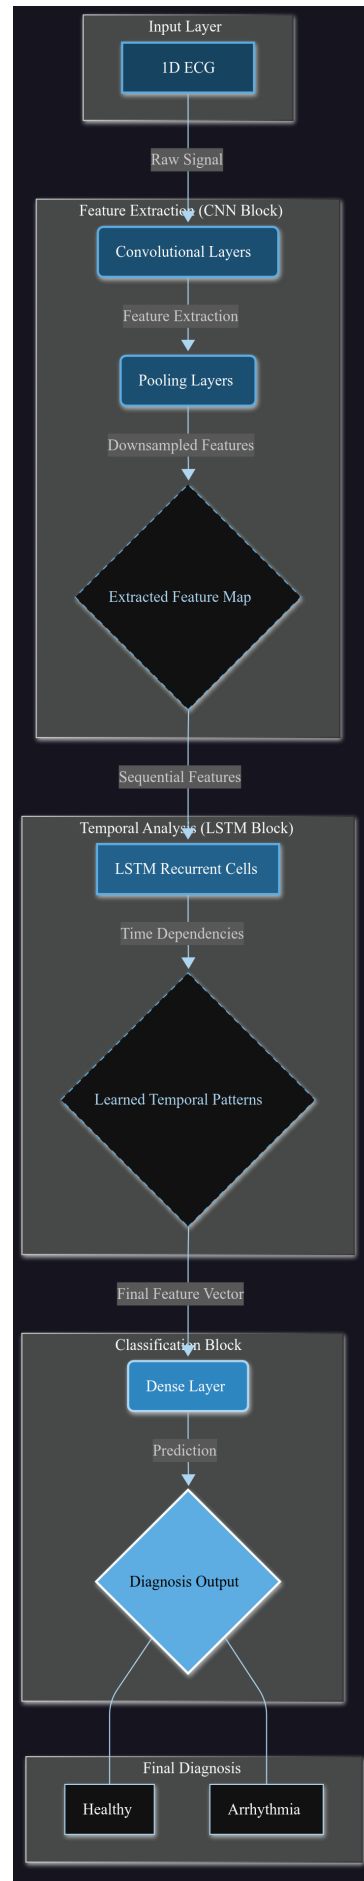 Input Layer
1D ECG
Raw Signal
Feature Extraction (CNN Block)
Convolutional Layers
Feature Extraction
Pooling Layers
Downsampled Features
Extracted Feature Map
Sequential Features
Temporal Analysis (LSTM Block)
LSTM Recurrent Cells
Time Dependencies
Learned Temporal Patterns
Final Feature Vector
Classification Block
Dense Layer
Prediction
Diagnosis Output
Final Diagnosis
Healthy
Arrhythmia